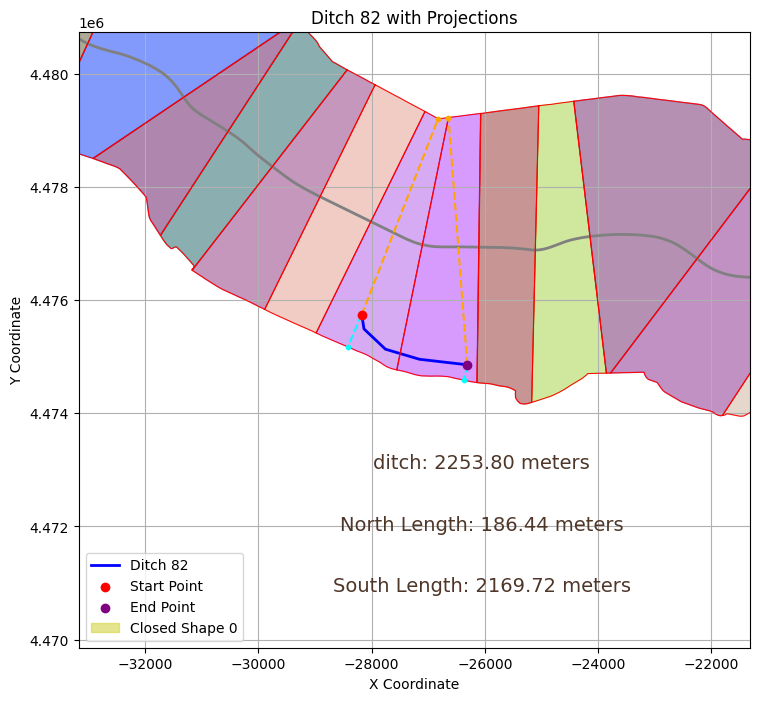 Ditch 82 with Projections
1e6
4.480
4.478
4.476
4.474
4.472
4.470
Y Coordinate
ditch: 2253.80 meters
North Length: 186.44 meters
South Length: 2169.72 meters
Ditch 82
Start Point
End Point
Closed Shape 0
−32000
−30000
−28000
−26000
−24000
−22000
X Coordinate